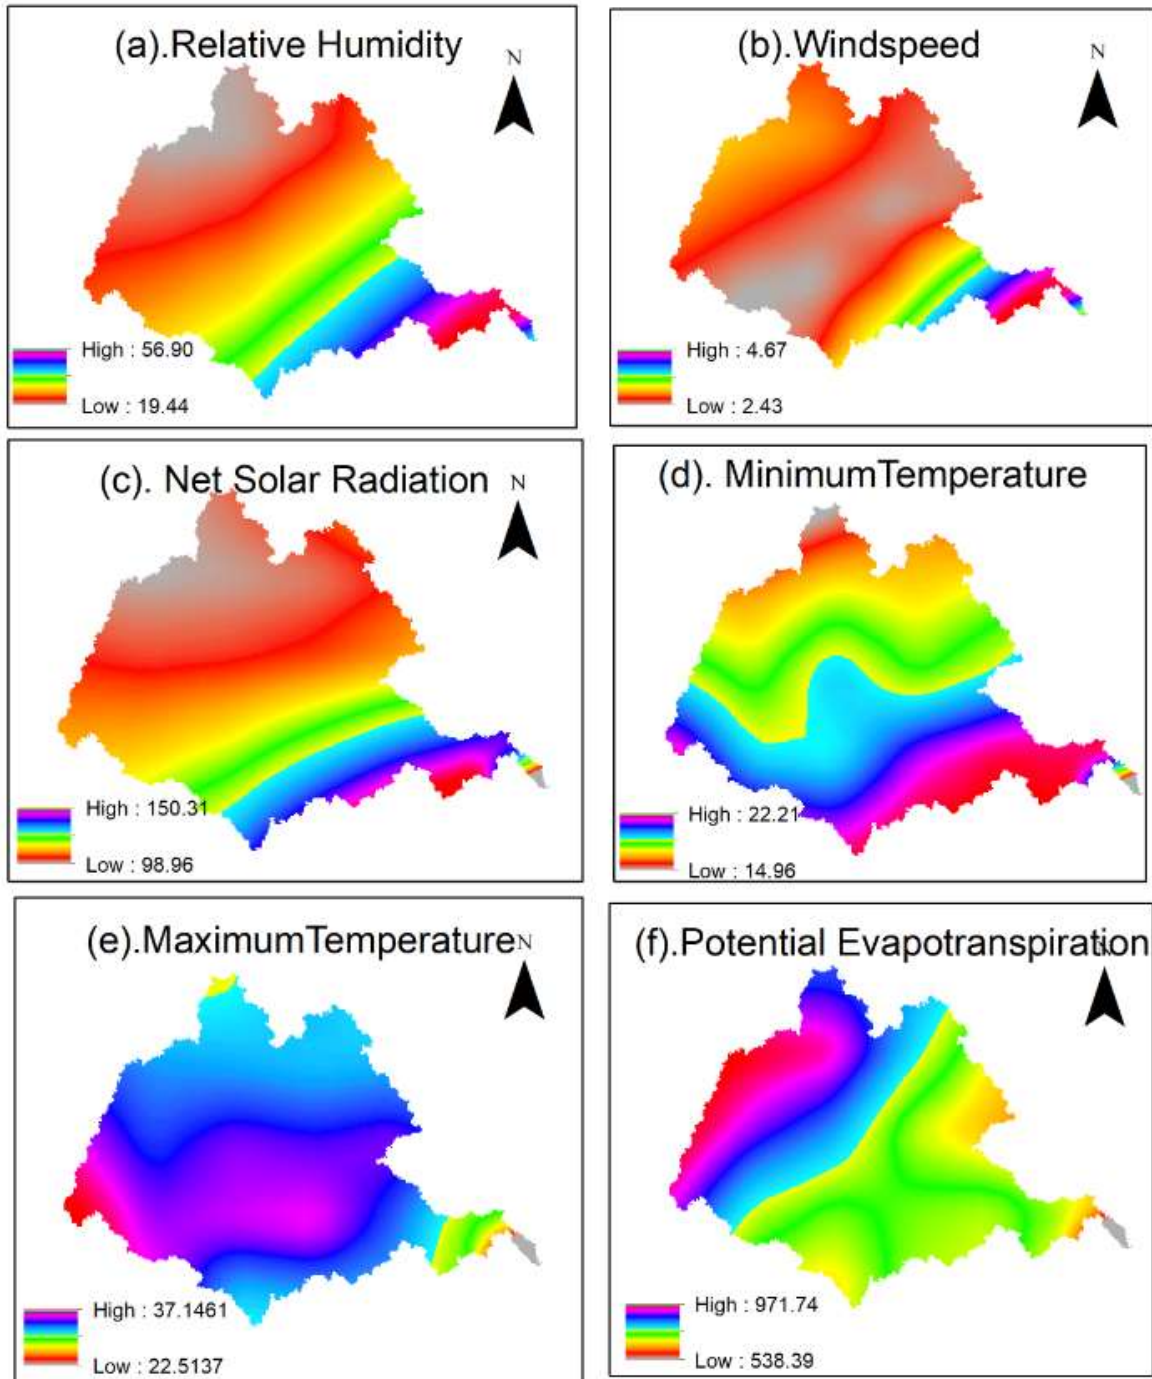 (a).Relative Humidity
N
High : 56.90
Low : 19.44
(b).Windspeed
N
High : 4.67
Low : 2.43
(c). Net Solar Radiation
N
High : 150.31
Low : 98.96
(d). MinimumTemperature
High : 22.21
Low : 14.96
(e).MaximumTemperature
N
High : 37.1461
Low : 22.5137
(f).Potential Evapotranspiration
N
High : 971.74
Low : 538.39